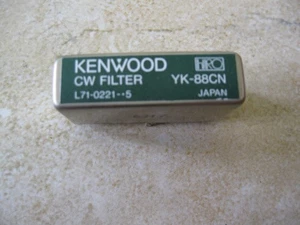 KENWOOD
CW FILTER YK-88CN
L71-0221--5 JAPAN